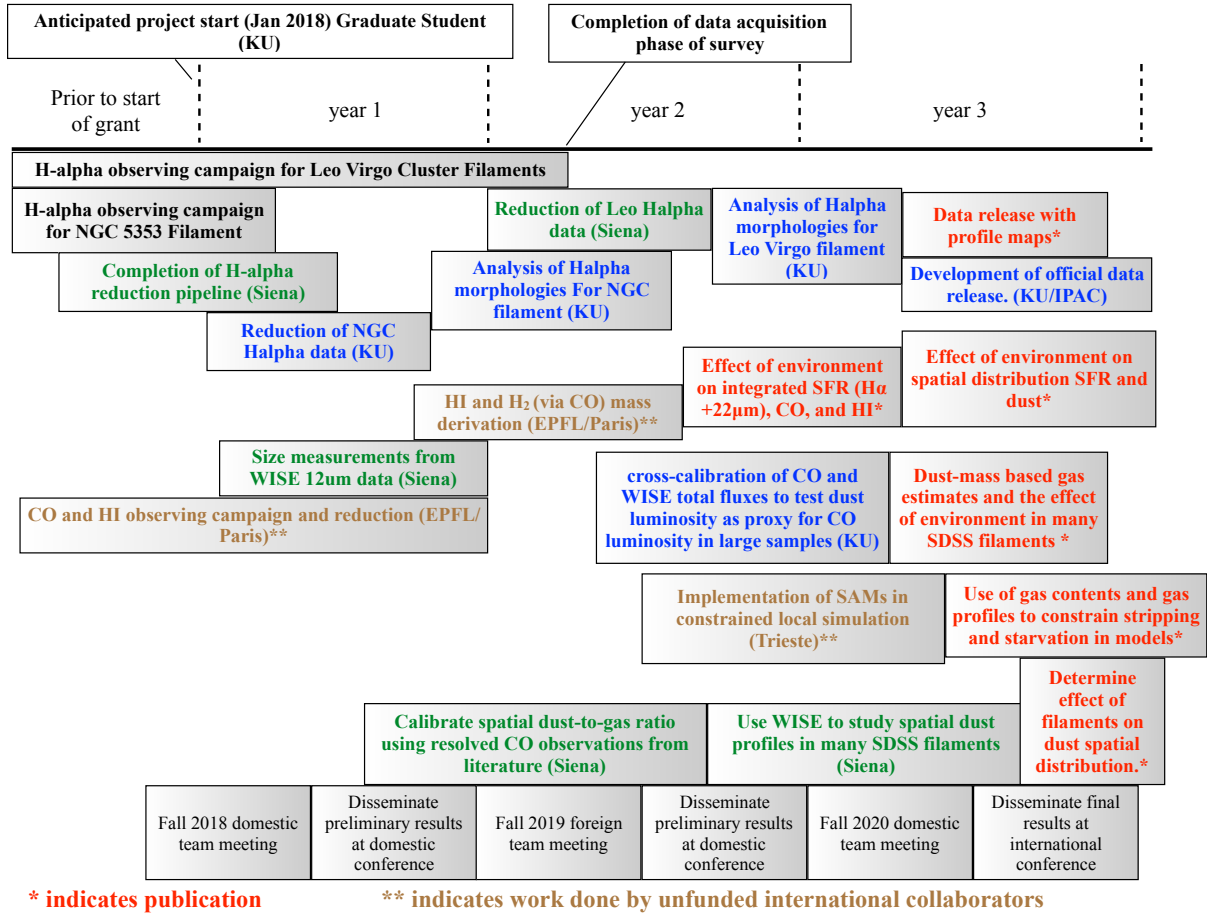 Anticipated project start (Jan 2018) Graduate Student
(KU)
Completion of data acquisition
phase of survey
Prior to start
of grant
year 1
year 2
year 3
H-alpha observing campaign for Leo Virgo Cluster Filaments
H-alpha observing campaign
for NGC 5353 Filament
Reduction of Leo Halpha
data (Siena)
Analysis of Halpha
morphologies for
Leo Virgo filament
(KU)
Data release with
profile maps*
Completion of H-alpha
reduction pipeline (Siena)
Analysis of Halpha
morphologies For NGC
filament (KU)
Development of official data
release. (KU/IPAC)
Reduction of NGC
Halpha data (KU)
Effect of environment
on integrated SFR (Hα
+22μm), CO, and HI*
Effect of environment on
spatial distribution SFR and
dust*
HI and H₂ (via CO) mass
derivation (EPFL/Paris)**
Size measurements from
WISE 12um data (Siena)
cross-calibration of CO and
WISE total fluxes to test dust
luminosity as proxy for CO
luminosity in large samples (KU)
Dust-mass based gas
estimates and the effect
of environment in many
SDSS filaments *
CO and HI observing campaign and reduction (EPFL/
Paris)**
Implementation of SAMs in
constrained local simulation
(Trieste)**
Use of gas contents and gas
profiles to constrain stripping
and starvation in models*
Determine
effect of
filaments on
dust spatial
distribution.*
Calibrate spatial dust-to-gas ratio
using resolved CO observations from
literature (Siena)
Use WISE to study spatial dust
profiles in many SDSS filaments
(Siena)
Fall 2018 domestic
team meeting
Disseminate
preliminary results
at domestic
conference
Fall 2019 foreign
team meeting
Disseminate
preliminary results
at domestic
conference
Fall 2020 domestic
team meeting
Disseminate final
results at
international
conference
* indicates publication
** indicates work done by unfunded international collaborators